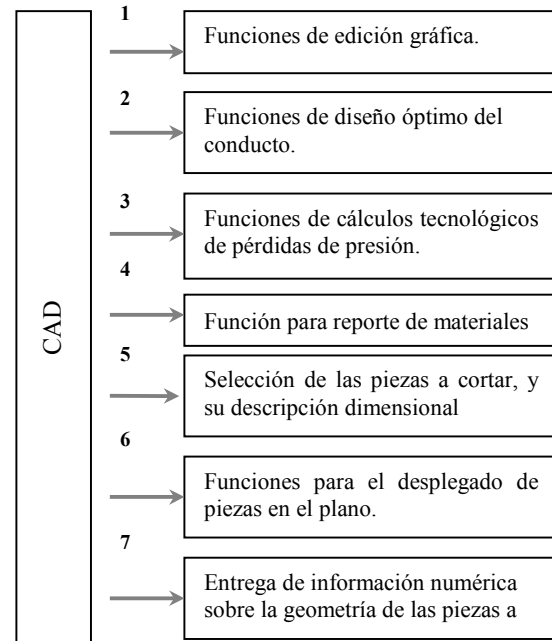 1
Funciones de edición gráfica.
2
Funciones de diseño óptimo del
conducto.
3
Funciones de cálculos tecnológicos
de pérdidas de presión.
4
Función para reporte de materiales
CAD
5
Selección de las piezas a cortar, y
su descripción dimensional
6
Funciones para el desplegado de
piezas en el plano.
7
Entrega de información numérica
sobre la geometría de las piezas a